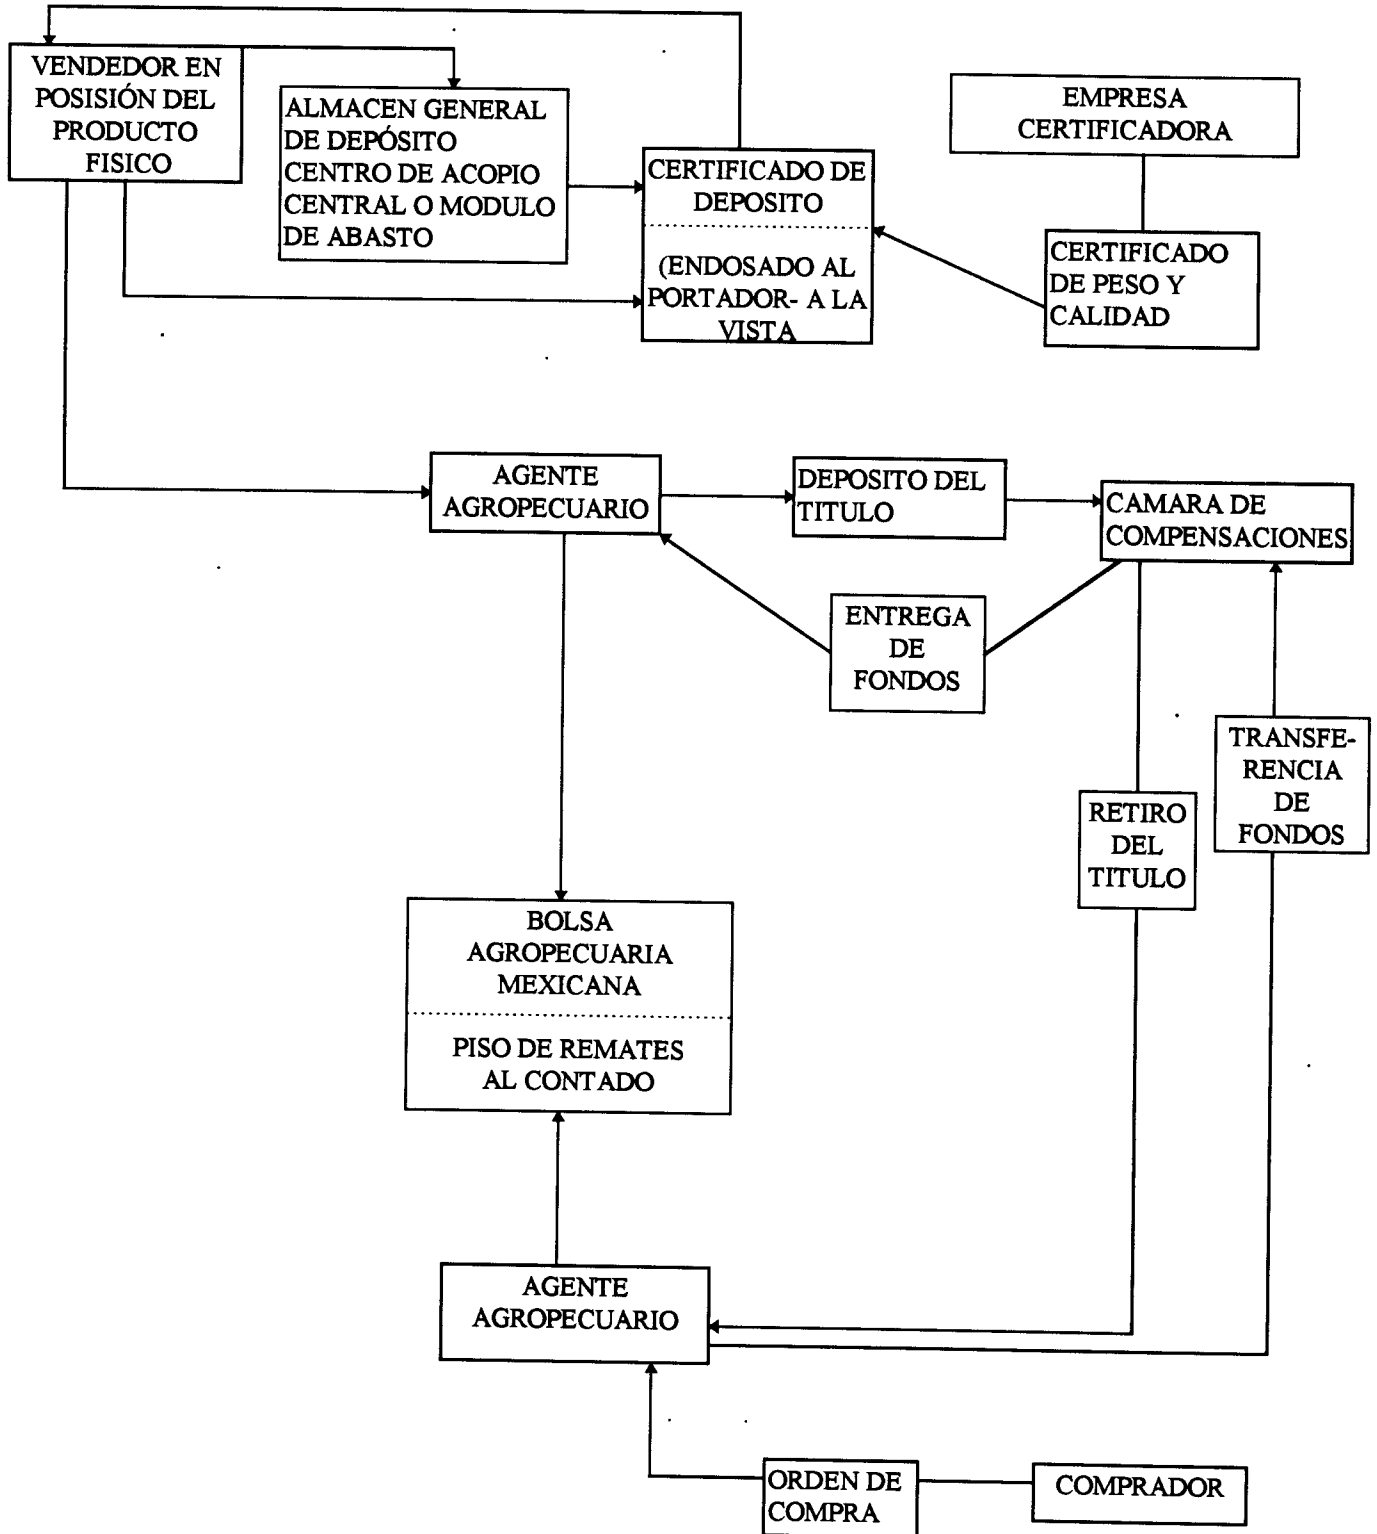 VENDEDOR EN
POSISIÓN DEL
PRODUCTO
FISICO
ALMACEN GENERAL
DE DEPÓSITO
CENTRO DE ACOPIO
CENTRAL O MODULO
DE ABASTO
CERTIFICADO DE
DEPOSITO
(ENDOSADO AL
PORTADOR- A LA
VISTA
EMPRESA
CERTIFICADORA
CERTIFICADO
DE PESO Y
CALIDAD
AGENTE
AGROPECUARIO
DEPOSITO DEL
TITULO
CAMARA DE
COMPENSACIONES
ENTREGA
DE
FONDOS
TRANSFE-
RENCIA
DE
FONDOS
RETIRO
DEL
TITULO
BOLSA
AGROPECUARIA
MEXICANA
PISO DE REMATES
AL CONTADO
AGENTE
AGROPECUARIO
ORDEN DE
COMPRA
COMPRADOR